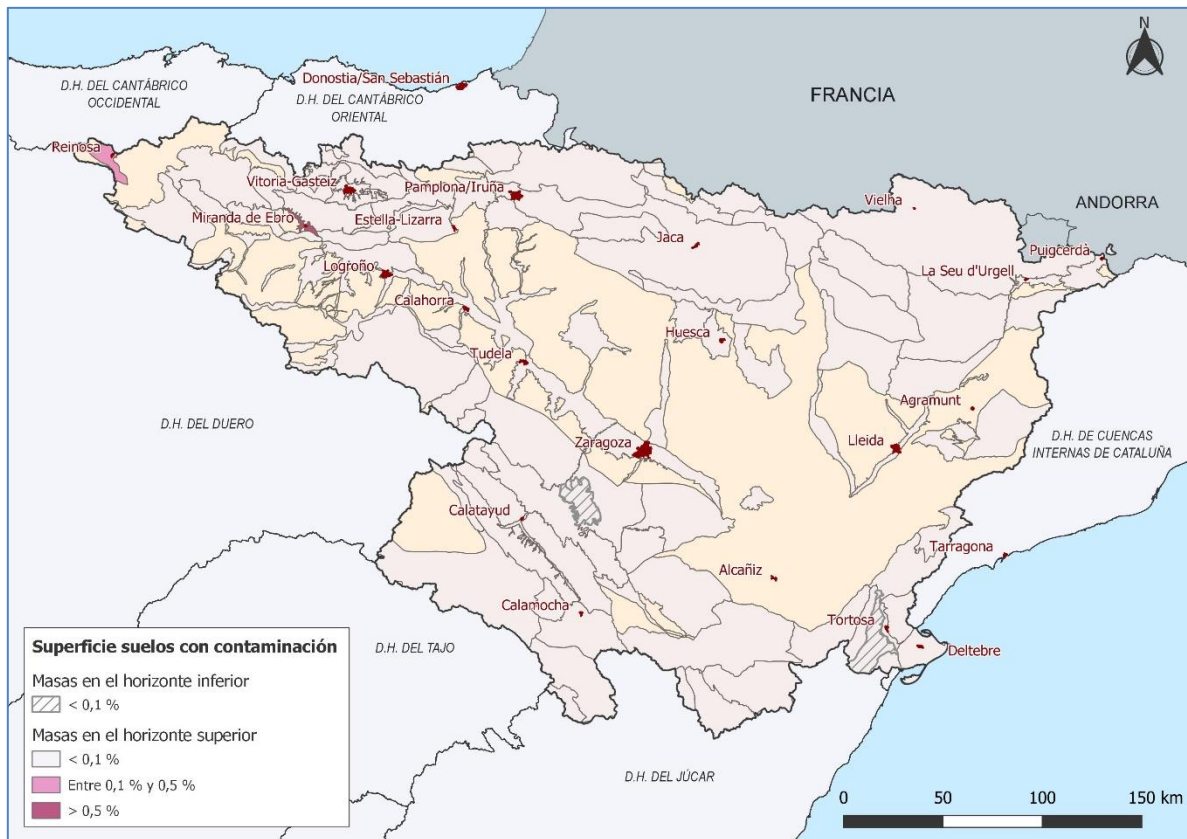 N
Donostia/San Sebastián
D.H. DEL CANTÁBRICO
OCCIDENTAL
D.H. DEL CANTÁBRICO
ORIENTAL
FRANCIA
Reinosa
Vitoria-Gasteiz
Pamplona/Iruña
Vielha
ANDORRA
Miranda de Ebro
Estella-Lizarra
Jaca
Puigcerdà
La Seu d'Urgell
Logroño
Calahorra
Huesca
Tudela
Agramunt
D.H. DEL DUERO
Zaragoza
Lleida
D.H. DE CUENCAS
INTERNAS DE CATALUÑA
Calatayud
Tarragona
Alcañiz
Calamocha
Tortosa
Deltebre
D.H. DEL TAJO
D.H. DEL JÚCAR
Superficie suelos con contaminación
Masas en el horizonte inferior
< 0,1 %
Masas en el horizonte superior
< 0,1 %
Entre 0,1 % y 0,5 %
> 0,5 %
0 50 100 150 km